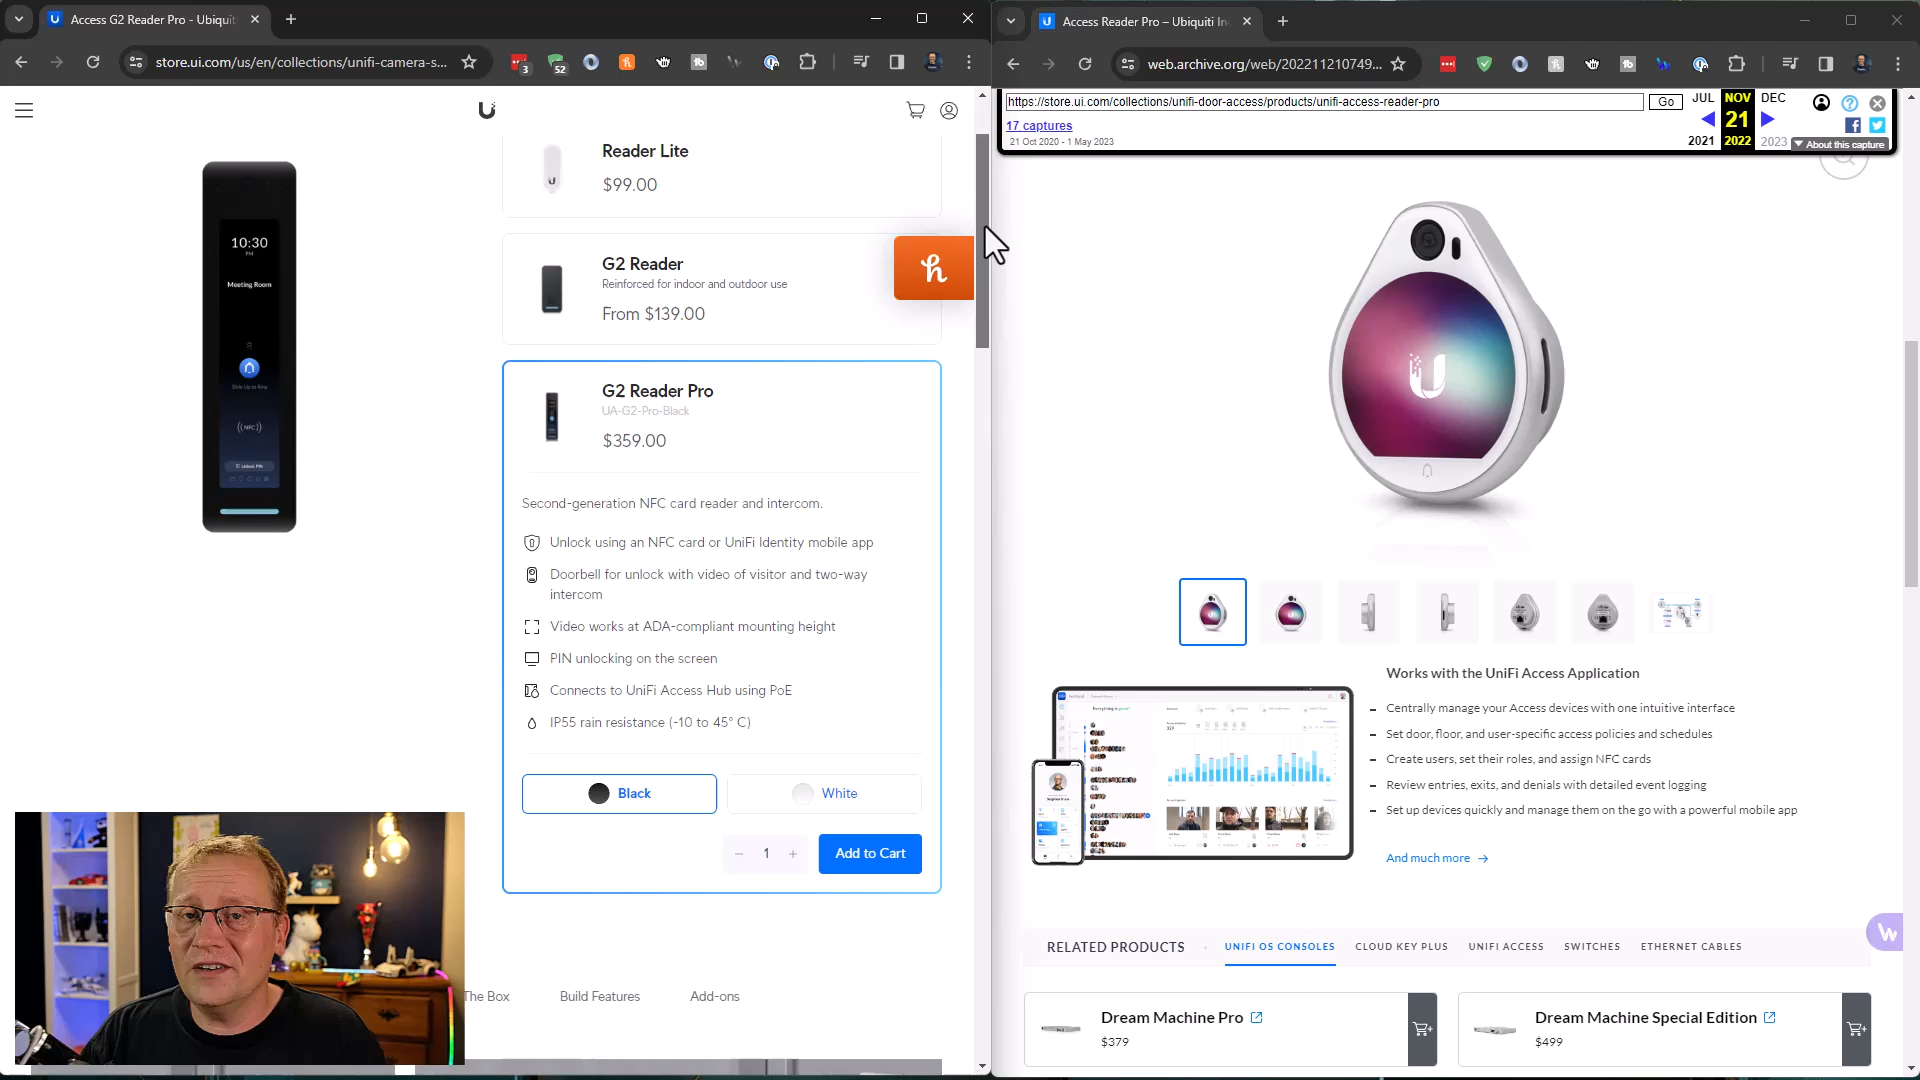 Access G2 Reader Pro - Ubiquit
store.ui.com/us/en/collections/unifi-camera-s...
3
52
Reader Lite
$99.00
G2 Reader
Reinforced for indoor and outdoor use
From $139.00
G2 Reader Pro
UA-G2-Pro-Black
$359.00
Second-generation NFC card reader and intercom.
Unlock using an NFC card or UniFi Identity mobile app
Doorbell for unlock with video of visitor and two-way
intercom
Video works at ADA-compliant mounting height
PIN unlocking on the screen
Connects to UniFi Access Hub using PoE
IP55 rain resistance (-10 to 45° C)
Black
White
1
Add to Cart
The Box
Build Features
Add-ons
10:30
PM
Meeting Room
Slide Up to Ring
(NFC)
Unlock PIN
Access Reader Pro – Ubiquiti In
web.archive.org/web/202211210749...
https://store.ui.com/collections/unifi-door-access/products/unifi-access-reader-pro
Go
JUL
NOV
DEC
17 captures
21
21 Oct 2020 - 1 May 2023
2021
2022
2023
About this capture
Works with the UniFi Access Application
Centrally manage your Access devices with one intuitive interface
Set door, floor, and user-specific access policies and schedules
Create users, set their roles, and assign NFC cards
Review entries, exits, and denials with detailed event logging
Set up devices quickly and manage them on the go with a powerful mobile app
And much more
RELATED PRODUCTS
UNIFI OS CONSOLES
CLOUD KEY PLUS
UNIFI ACCESS
SWITCHES
ETHERNET CABLES
Dream Machine Pro
$379
Dream Machine Special Edition
$499